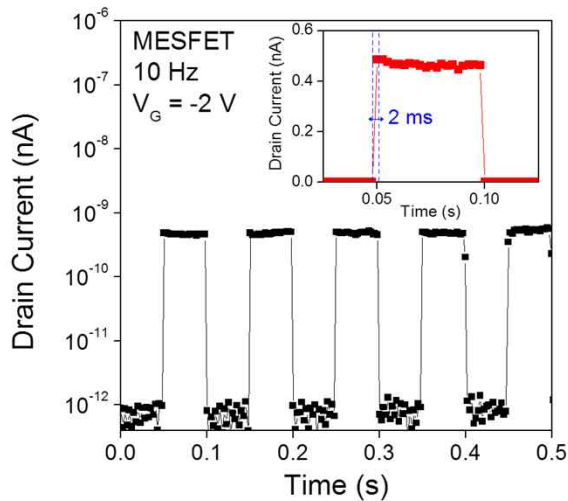 MESFET
10 Hz
V_G = -2 V
Drain Current (nA)
10^-6
10^-7
10^-8
10^-9
10^-10
10^-11
10^-12
0.0 0.1 0.2 0.3 0.4 0.5
Time (s)
Drain Current (nA)
0.6
0.4
0.2
0.0
2 ms
0.05 0.10
Time (s)